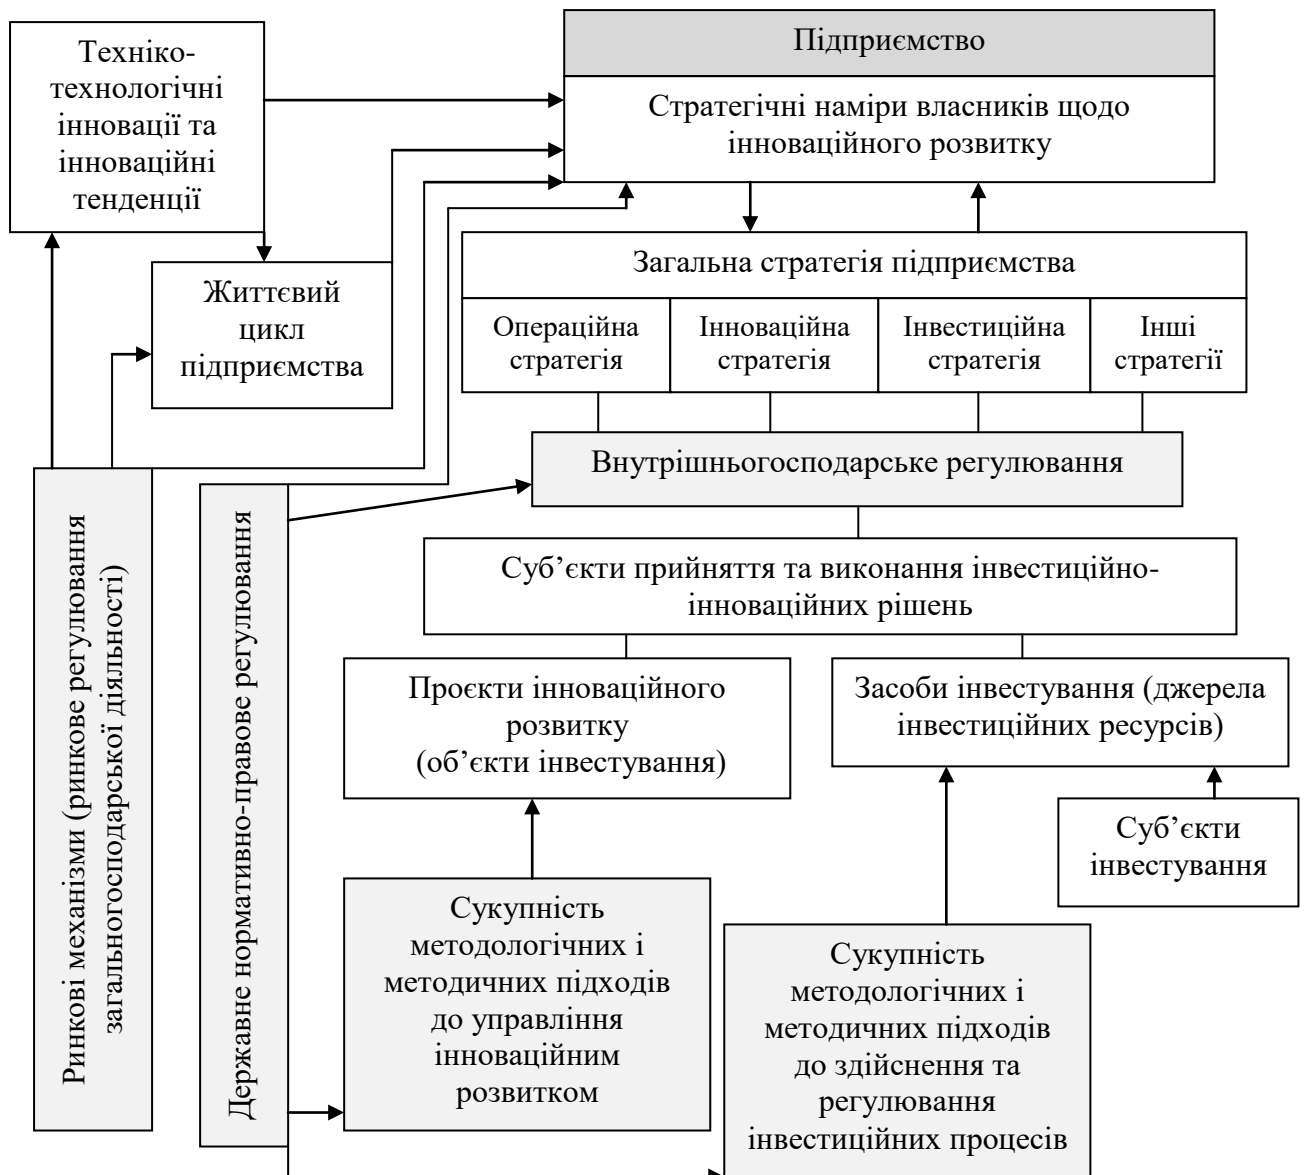 Підприємство
Техніко-
технологічні
інновації та
інноваційні
тенденції
Стратегічні наміри власників щодо
інноваційного розвитку
Загальна стратегія підприємства
Життєвий
цикл
підприємства
Операційна
стратегія
Інноваційна
стратегія
Інвестиційна
стратегія
Інші
стратегії
Внутрішньогосподарське регулювання
Ринкові механізми (ринкове регулювання
загальногосподарської діяльності)
Державне нормативно-правове регулювання
Суб’єкти прийняття та виконання інвестиційно-
інноваційних рішень
Проєкти інноваційного
розвитку
(об’єкти інвестування)
Засоби інвестування (джерела
інвестиційних ресурсів)
Суб’єкти
інвестування
Сукупність
методологічних і
методичних підходів
до управління
інноваційним
розвитком
Сукупність
методологічних і
методичних підходів
до здійснення та
регулювання
інвестиційних процесів